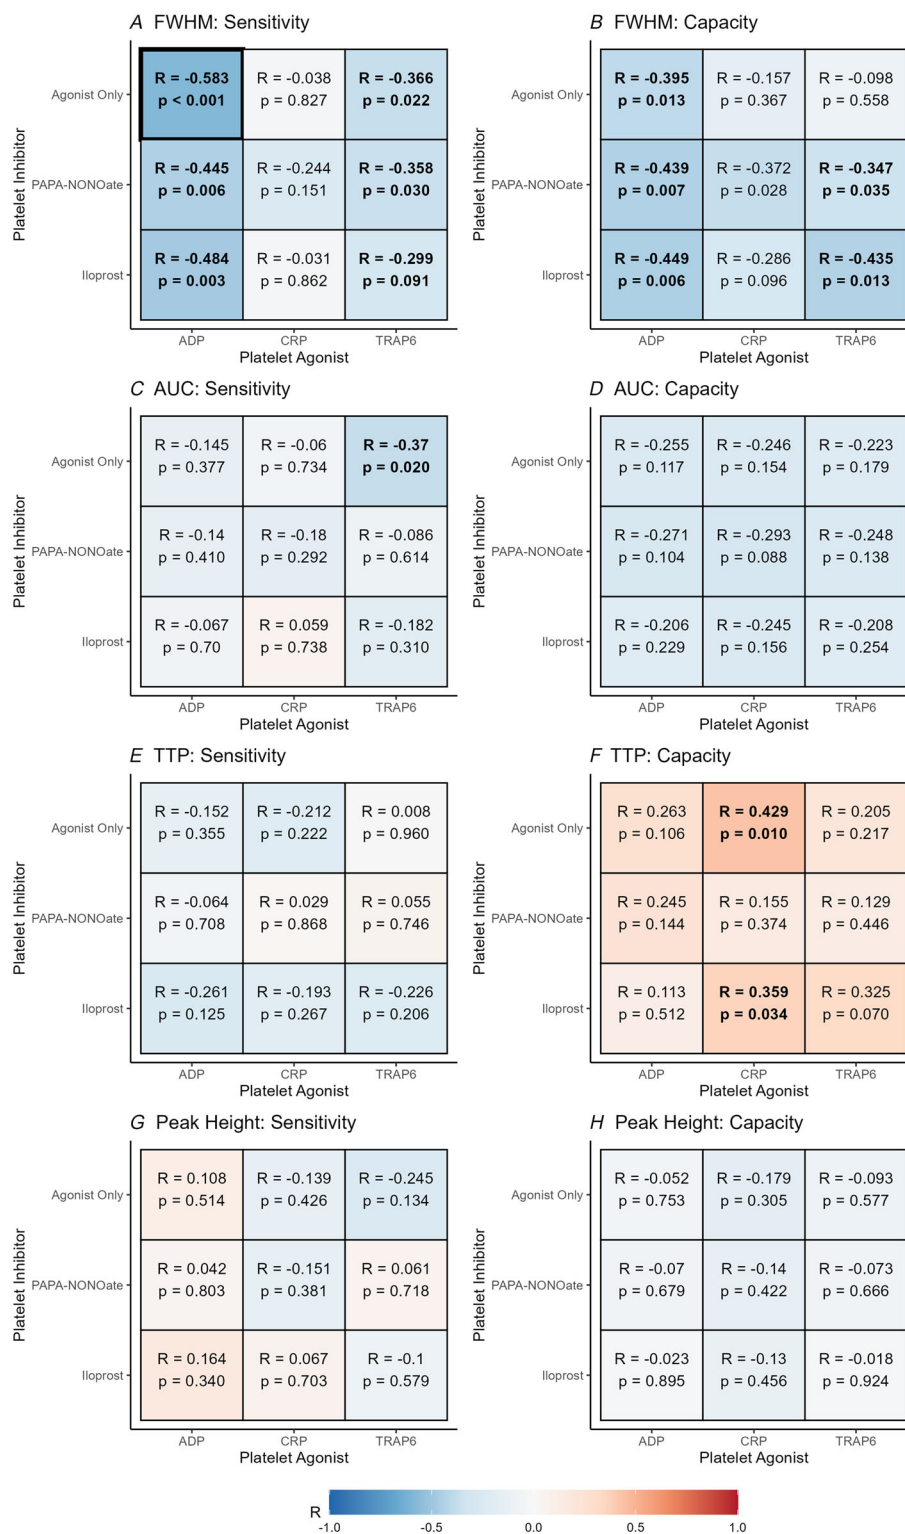 A FWHM: Sensitivity
Platelet Inhibitor
Agonist Only
R = -0.583
p < 0.001
R = -0.038
p = 0.827
R = -0.366
p = 0.022
PAPA-NONOate
R = -0.445
p = 0.006
R = -0.244
p = 0.151
R = -0.358
p = 0.030
Iloprost
R = -0.484
p = 0.003
R = -0.031
p = 0.862
R = -0.299
p = 0.091
ADP
CRP
TRAP6
Platelet Agonist
B FWHM: Capacity
Platelet Inhibitor
Agonist Only
R = -0.395
p = 0.013
R = -0.157
p = 0.367
R = -0.098
p = 0.558
PAPA-NONOate
R = -0.439
p = 0.007
R = -0.372
p = 0.028
R = -0.347
p = 0.035
Iloprost
R = -0.449
p = 0.006
R = -0.286
p = 0.096
R = -0.435
p = 0.013
ADP
CRP
TRAP6
Platelet Agonist
C AUC: Sensitivity
Platelet Inhibitor
Agonist Only
R = -0.145
p = 0.377
R = -0.06
p = 0.734
R = -0.37
p = 0.020
PAPA-NONOate
R = -0.14
p = 0.410
R = -0.18
p = 0.292
R = -0.086
p = 0.614
Iloprost
R = -0.067
p = 0.70
R = 0.059
p = 0.738
R = -0.182
p = 0.310
ADP
CRP
TRAP6
Platelet Agonist
D AUC: Capacity
Platelet Inhibitor
Agonist Only
R = -0.255
p = 0.117
R = -0.246
p = 0.154
R = -0.223
p = 0.179
PAPA-NONOate
R = -0.271
p = 0.104
R = -0.293
p = 0.088
R = -0.248
p = 0.138
Iloprost
R = -0.206
p = 0.229
R = -0.245
p = 0.156
R = -0.208
p = 0.254
ADP
CRP
TRAP6
Platelet Agonist
E TTP: Sensitivity
Platelet Inhibitor
Agonist Only
R = -0.152
p = 0.355
R = -0.212
p = 0.222
R = 0.008
p = 0.960
PAPA-NONOate
R = -0.064
p = 0.708
R = 0.029
p = 0.868
R = 0.055
p = 0.746
Iloprost
R = -0.261
p = 0.125
R = -0.193
p = 0.267
R = -0.226
p = 0.206
ADP
CRP
TRAP6
Platelet Agonist
F TTP: Capacity
Platelet Inhibitor
Agonist Only
R = 0.263
p = 0.106
R = 0.429
p = 0.010
R = 0.205
p = 0.217
PAPA-NONOate
R = 0.245
p = 0.144
R = 0.155
p = 0.374
R = 0.129
p = 0.446
Iloprost
R = 0.113
p = 0.512
R = 0.359
p = 0.034
R = 0.325
p = 0.070
ADP
CRP
TRAP6
Platelet Agonist
G Peak Height: Sensitivity
Platelet Inhibitor
Agonist Only
R = 0.108
p = 0.514
R = -0.139
p = 0.426
R = -0.245
p = 0.134
PAPA-NONOate
R = 0.042
p = 0.803
R = -0.151
p = 0.381
R = 0.061
p = 0.718
Iloprost
R = 0.164
p = 0.340
R = 0.067
p = 0.703
R = -0.1
p = 0.579
ADP
CRP
TRAP6
Platelet Agonist
H Peak Height: Capacity
Platelet Inhibitor
Agonist Only
R = -0.052
p = 0.753
R = -0.179
p = 0.305
R = -0.093
p = 0.577
PAPA-NONOate
R = -0.07
p = 0.679
R = -0.14
p = 0.422
R = -0.073
p = 0.666
Iloprost
R = -0.023
p = 0.895
R = -0.13
p = 0.456
R = -0.018
p = 0.924
ADP
CRP
TRAP6
Platelet Agonist
R
-1.0
-0.5
0.0
0.5
1.0